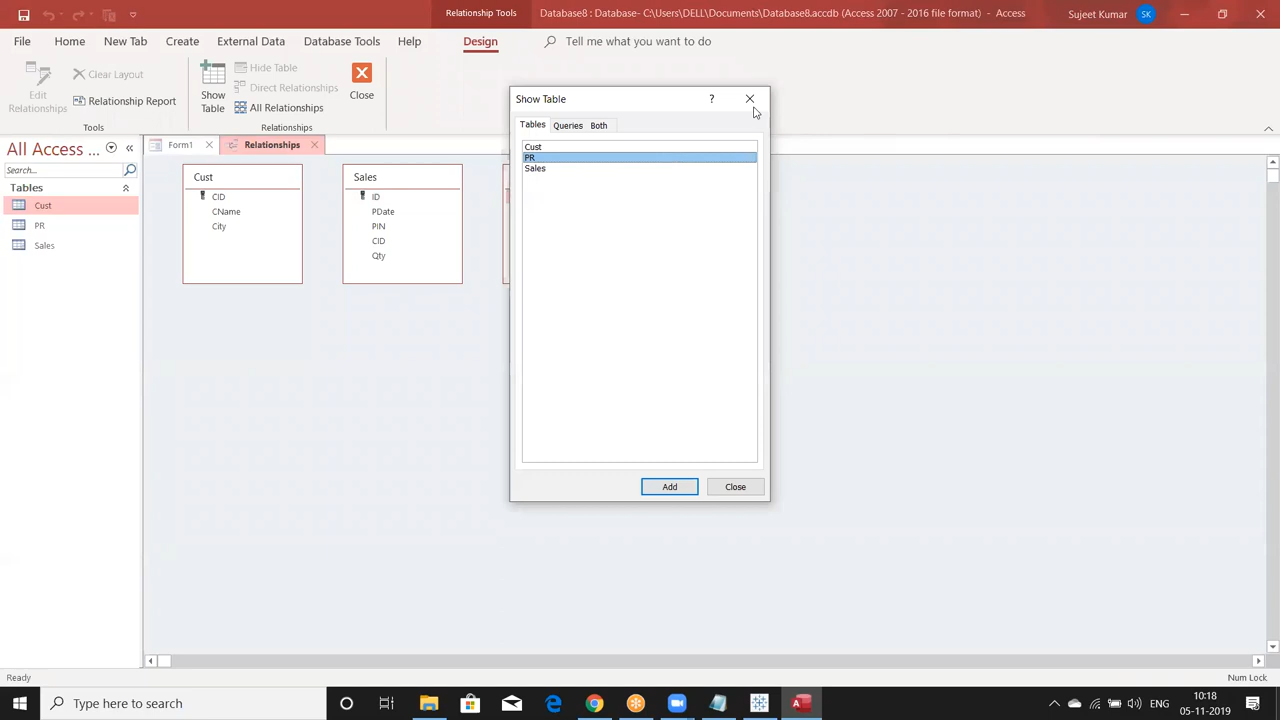 Relationship Tools
Database8 : Database- C:\Users\DELL\Documents\Database8.accdb (Access 2007 - 2016 file format) - Access
Sujeet Kumar
SK
File
Home
New Tab
Create
External Data
Database Tools
Help
Design
Tell me what you want to do
Edit
Relationships
Clear Layout
Relationship Report
Tools
Show
Table
Hide Table
Direct Relationships
All Relationships
Close
Relationships
All Access ...
Search...
Tables
Cust
PR
Sales
Form1
Relationships
Cust
CID
CName
City
Sales
ID
PDate
PIN
CID
Qty
Show Table
?
Tables
Queries
Both
Cust
PR
Sales
Add
Close
Ready
Num Lock
Type here to search
ENG
10:18
05-11-2019